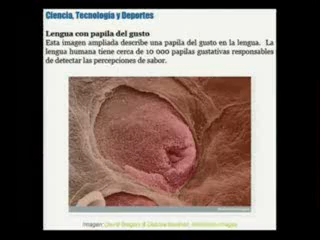 Ciencia, Tecnología y Deportes
Lengua con papila del gusto
Esta imagen ampliada describe una papila del gusto en la lengua. La
lengua humana tiene cerca de 10 000 papilas gustativas responsables
de detectar las percepciones de sabor.
Imagen: